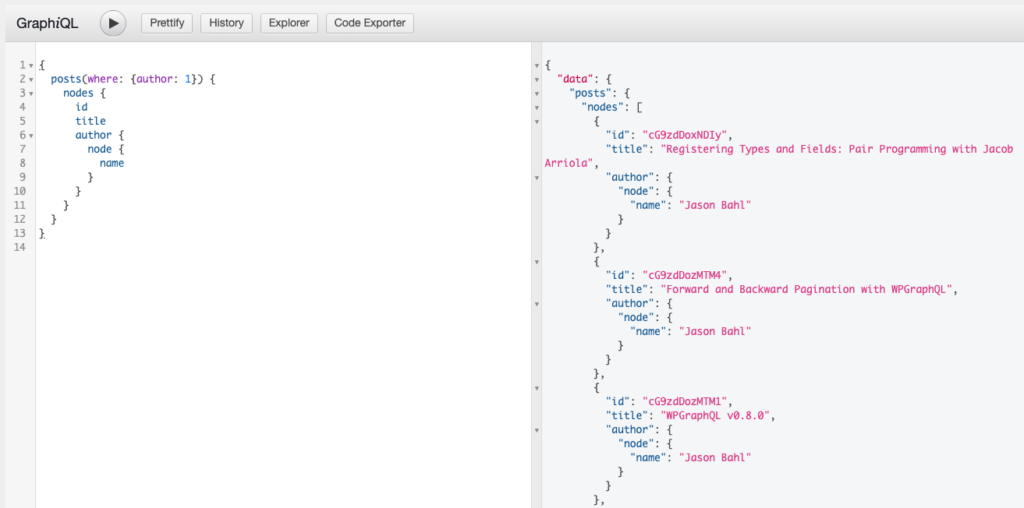 GraphiQL
Prettify
History
Explorer
Code Exporter
1 {
2   posts(where: {author: 1}) {
3     nodes {
4       id
5       title
6       author {
7         node {
8           name
9         }
10       }
11     }
12   }
13 }
14
{
  "data": {
    "posts": {
      "nodes": [
        {
          "id": "cG9zdDoxNDIy",
          "title": "Registering Types and Fields: Pair Programming with Jacob
Arriola",
          "author": {
            "node": {
              "name": "Jason Bahl"
            }
          }
        },
        {
          "id": "cG9zdDozMTM4",
          "title": "Forward and Backward Pagination with WPGraphQL",
          "author": {
            "node": {
              "name": "Jason Bahl"
            }
          }
        },
        {
          "id": "cG9zdDozMTM1",
          "title": "WPGraphQL v0.8.0",
          "author": {
            "node": {
              "name": "Jason Bahl"
            }
          }
        },